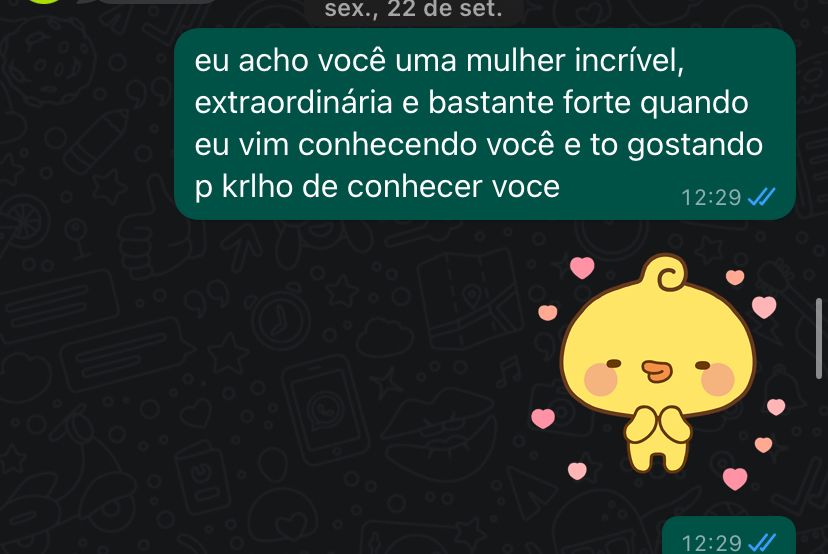 sex., 22 de set.
eu acho você uma mulher incrível,
extraordinária e bastante forte quando
eu vim conhecendo você e to gostando
p krlho de conhecer voce
12:29
12:29